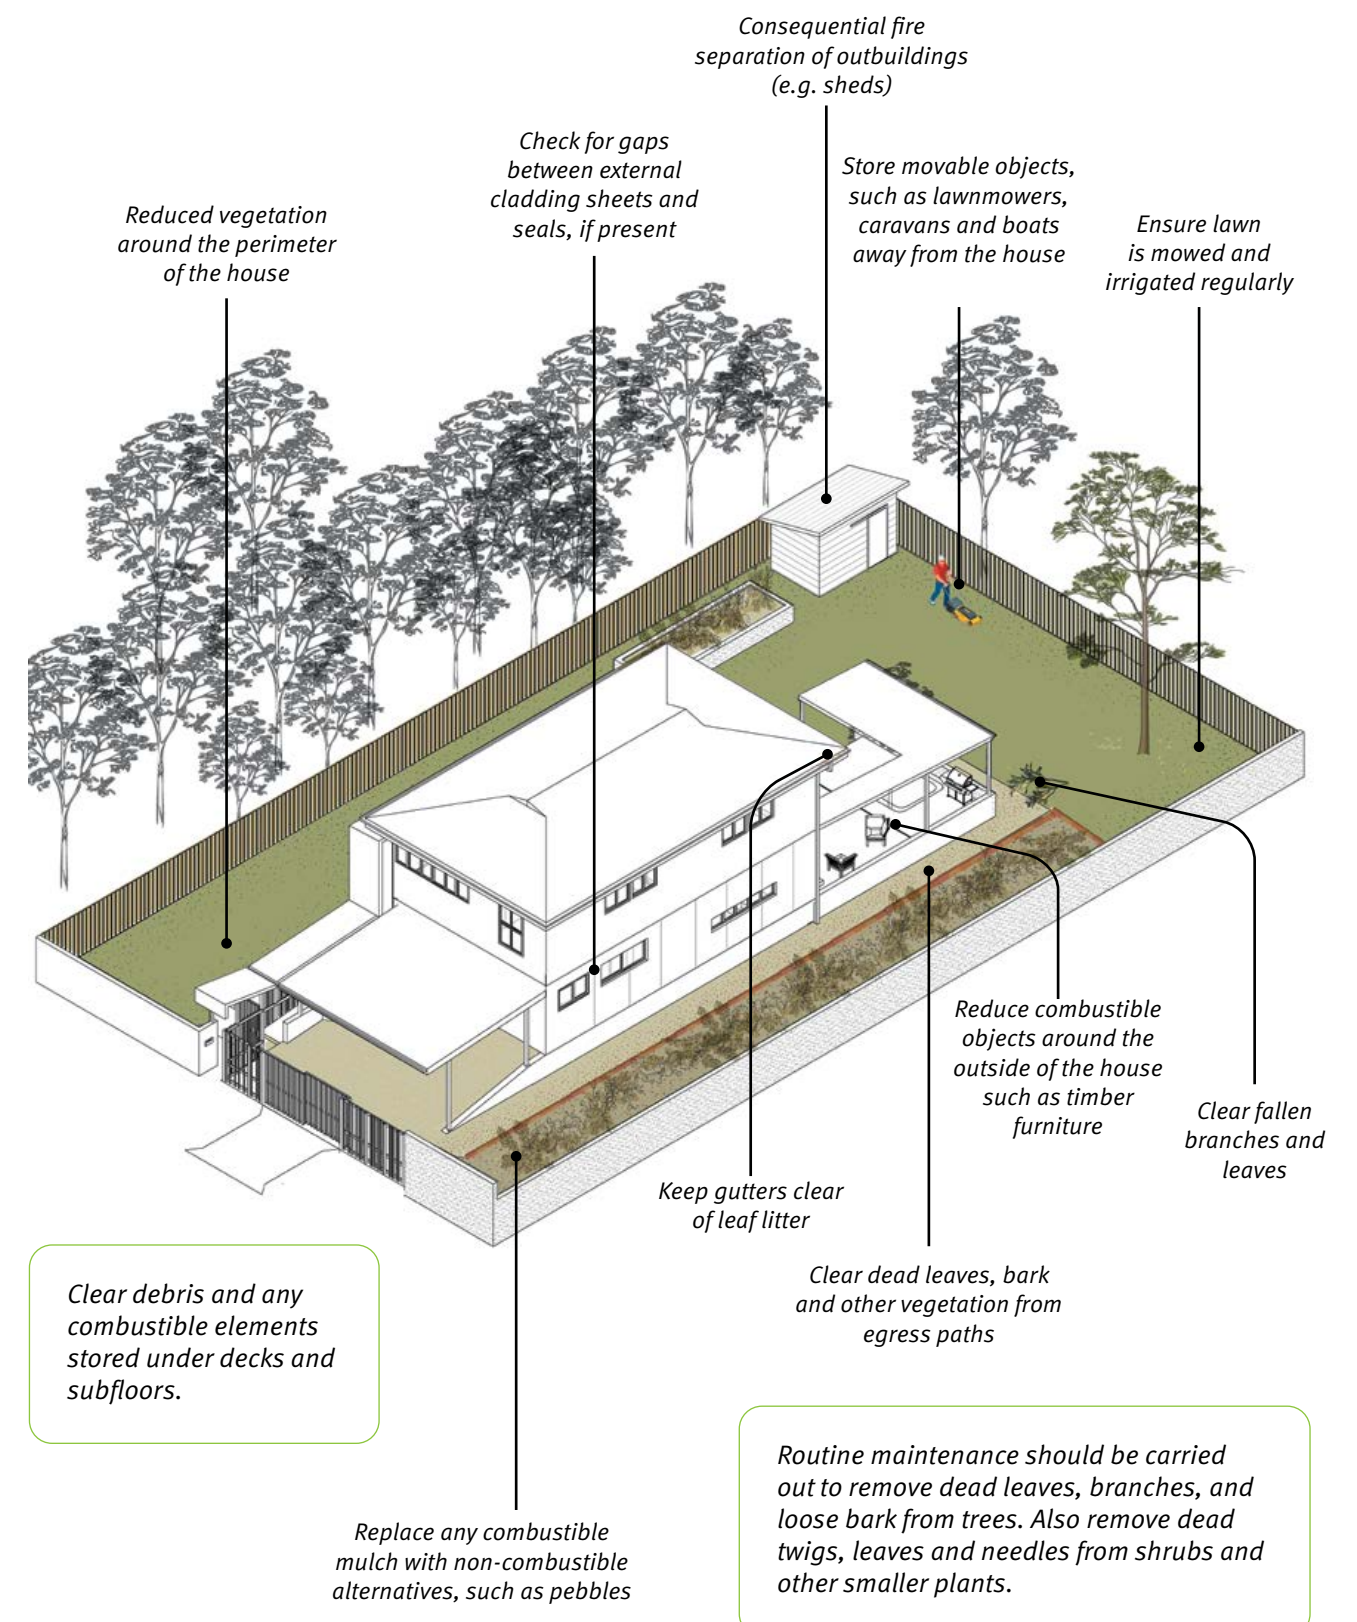 Consequential fire
separation of outbuildings
(e.g. sheds)
Check for gaps
between external
cladding sheets and
seals, if present
Store movable objects,
such as lawnmowers,
caravans and boats
away from the house
Reduced vegetation
around the perimeter
of the house
Ensure lawn
is mowed and
irrigated regularly
Reduce combustible
objects around the
outside of the house
such as timber
furniture
Clear fallen
branches and
leaves
Keep gutters clear
of leaf litter
Clear dead leaves, bark
and other vegetation from
egress paths
Clear debris and any
combustible elements
stored under decks and
subfloors.
Routine maintenance should be carried
out to remove dead leaves, branches, and
loose bark from trees. Also remove dead
twigs, leaves and needles from shrubs and
other smaller plants.
Replace any combustible
mulch with non-combustible
alternatives, such as pebbles